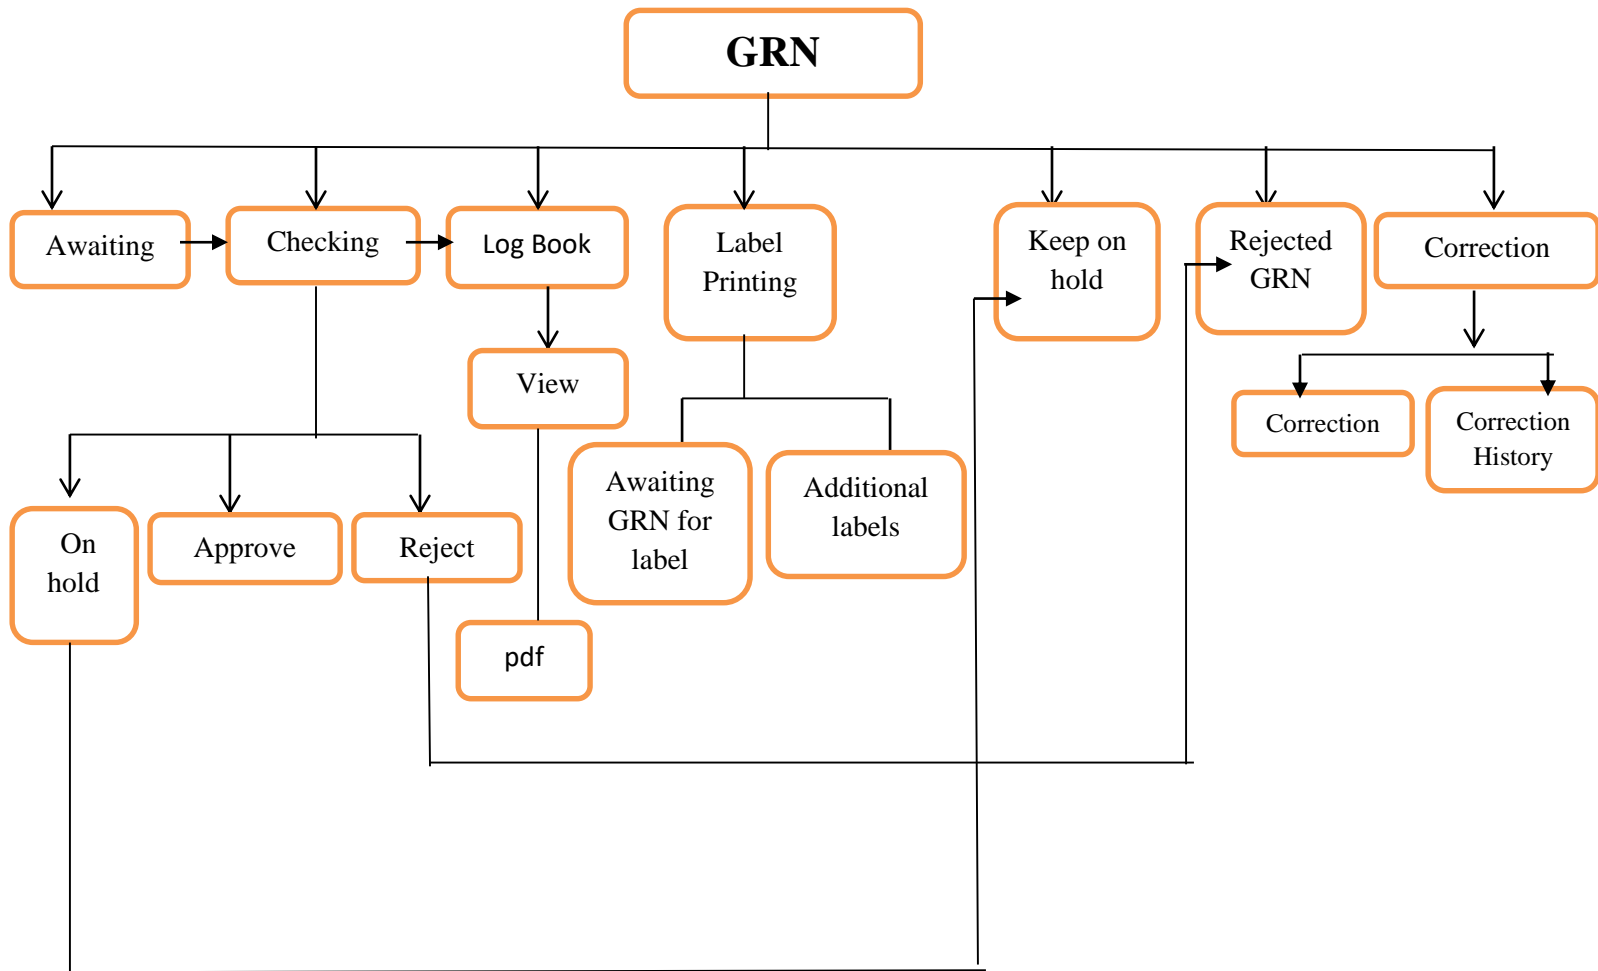 GRN
Awaiting
Checking
Log Book
Label
Printing
Keep on
hold
Rejected
GRN
Correction
View
Correction
Correction
History
Awaiting
GRN for
label
Additional
labels
On
hold
Approve
Reject
pdf